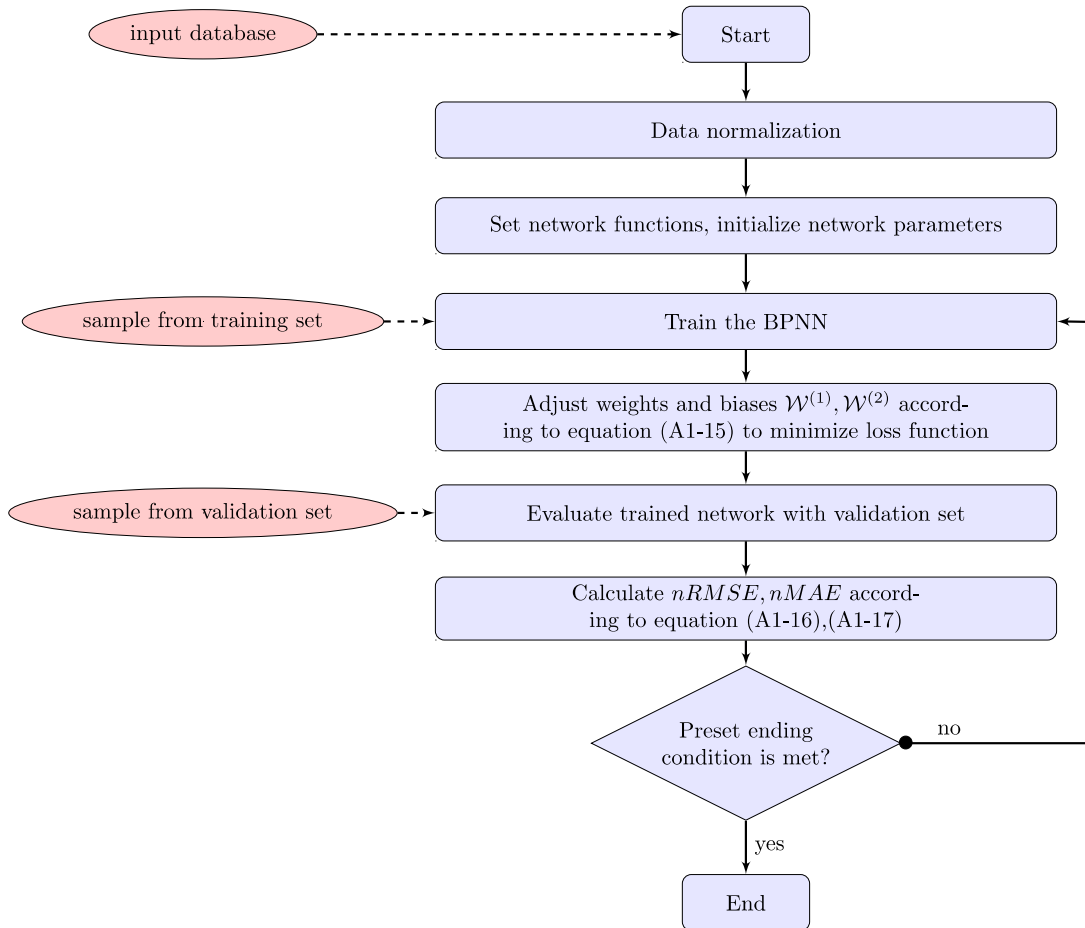 input database
Start
Data normalization
Set network functions, initialize network parameters
sample from training set
Train the BPNN
Adjust weights and biases 𝒲⁽¹⁾, 𝒲⁽²⁾ accord-
ing to equation (A1-15) to minimize loss function
sample from validation set
Evaluate trained network with validation set
Calculate nRMSE, nMAE accord-
ing to equation (A1-16),(A1-17)
Preset ending
condition is met?
no
yes
End